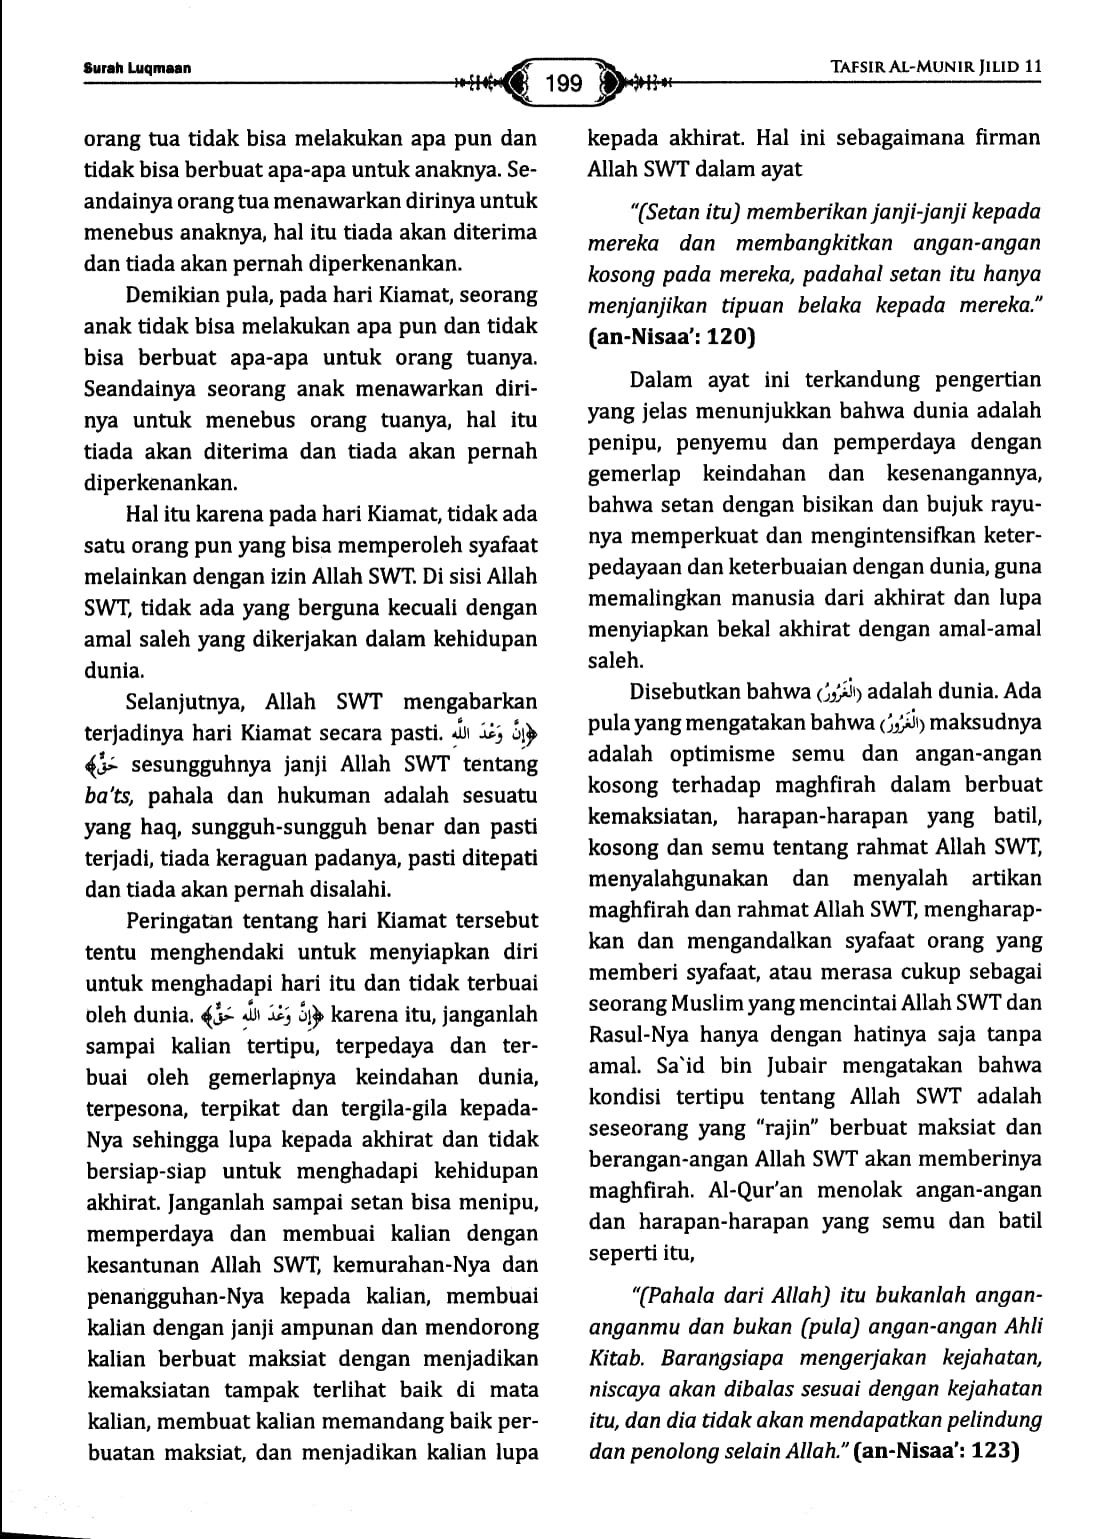 Surah Luqmaan
199
TAFSIR AL-MUNIR JILID 11
orang tua tidak bisa melakukan apa pun dan
tidak bisa berbuat apa-apa untuk anaknya. Se-
andainya orang tua menawarkan dirinya untuk
menebus anaknya, hal itu tiada akan diterima
dan tiada akan pernah diperkenankan.
Demikian pula, pada hari Kiamat, seorang
anak tidak bisa melakukan apa pun dan tidak
bisa berbuat apa-apa untuk orang tuanya.
Seandainya seorang anak menawarkan diri-
nya untuk menebus orang tuanya, hal itu
tiada akan diterima dan tiada akan pernah
diperkenankan.
Hal itu karena pada hari Kiamat, tidak ada
satu orang pun yang bisa memperoleh syafaat
melainkan dengan izin Allah SWT. Di sisi Allah
SWT, tidak ada yang berguna kecuali dengan
amal saleh yang dikerjakan dalam kehidupan
dunia.
Selanjutnya, Allah SWT mengabarkan
terjadinya hari Kiamat secara pasti. ﴿إِنَّ وَعْدَ اللَّهِ
حَقٌّ﴾ sesungguhnya janji Allah SWT tentang
ba’ts, pahala dan hukuman adalah sesuatu
yang haq, sungguh-sungguh benar dan pasti
terjadi, tiada keraguan padanya, pasti ditepati
dan tiada akan pernah disalahi.
Peringatan tentang hari Kiamat tersebut
tentu menghendaki untuk menyiapkan diri
untuk menghadapi hari itu dan tidak terbuai
oleh dunia. ﴿إِنَّ وَعْدَ اللَّهِ حَقٌّ﴾ karena itu, janganlah
sampai kalian tertipu, terpedaya dan ter-
buai oleh gemerlapnya keindahan dunia,
terpesona, terpikat dan tergila-gila kepada-
Nya sehingga lupa kepada akhirat dan tidak
bersiap-siap untuk menghadapi kehidupan
akhirat. Janganlah sampai setan bisa menipu,
memperdaya dan membuai kalian dengan
kesantunan Allah SWT, kemurahan-Nya dan
penangguhan-Nya kepada kalian, membuai
kalian dengan janji ampunan dan mendorong
kalian berbuat maksiat dengan menjadikan
kemaksiatan tampak terlihat baik di mata
kalian, membuat kalian memandang baik per-
buatan maksiat, dan menjadikan kalian lupa
kepada akhirat. Hal ini sebagaimana firman
Allah SWT dalam ayat
“(Setan itu) memberikan janji-janji kepada
mereka dan membangkitkan angan-angan
kosong pada mereka, padahal setan itu hanya
menjanjikan tipuan belaka kepada mereka.”
(an-Nisaa’: 120)
Dalam ayat ini terkandung pengertian
yang jelas menunjukkan bahwa dunia adalah
penipu, penyemu dan pemperdaya dengan
gemerlap keindahan dan kesenangannya,
bahwa setan dengan bisikan dan bujuk rayu-
nya memperkuat dan mengintensifkan keter-
pedayaan dan keterbuaian dengan dunia, guna
memalingkan manusia dari akhirat dan lupa
menyiapkan bekal akhirat dengan amal-amal
saleh.
Disebutkan bahwa (الْغَرُورُ) adalah dunia. Ada
pula yang mengatakan bahwa (الْغَرُورُ) maksudnya
adalah optimisme semu dan angan-angan
kosong terhadap maghfirah dalam berbuat
kemaksiatan, harapan-harapan yang batil,
kosong dan semu tentang rahmat Allah SWT,
menyalahgunakan dan menyalah artikan
maghfirah dan rahmat Allah SWT, mengharap-
kan dan mengandalkan syafaat orang yang
memberi syafaat, atau merasa cukup sebagai
seorang Muslim yang mencintai Allah SWT dan
Rasul-Nya hanya dengan hatinya saja tanpa
amal. Sa`id bin Jubair mengatakan bahwa
kondisi tertipu tentang Allah SWT adalah
seseorang yang “rajin” berbuat maksiat dan
berangan-angan Allah SWT akan memberinya
maghfirah. Al-Qur’an menolak angan-angan
dan harapan-harapan yang semu dan batil
seperti itu,
“(Pahala dari Allah) itu bukanlah angan-
anganmu dan bukan (pula) angan-angan Ahli
Kitab. Barangsiapa mengerjakan kejahatan,
niscaya akan dibalas sesuai dengan kejahatan
itu, dan dia tidak akan mendapatkan pelindung
dan penolong selain Allah.” (an-Nisaa’: 123)